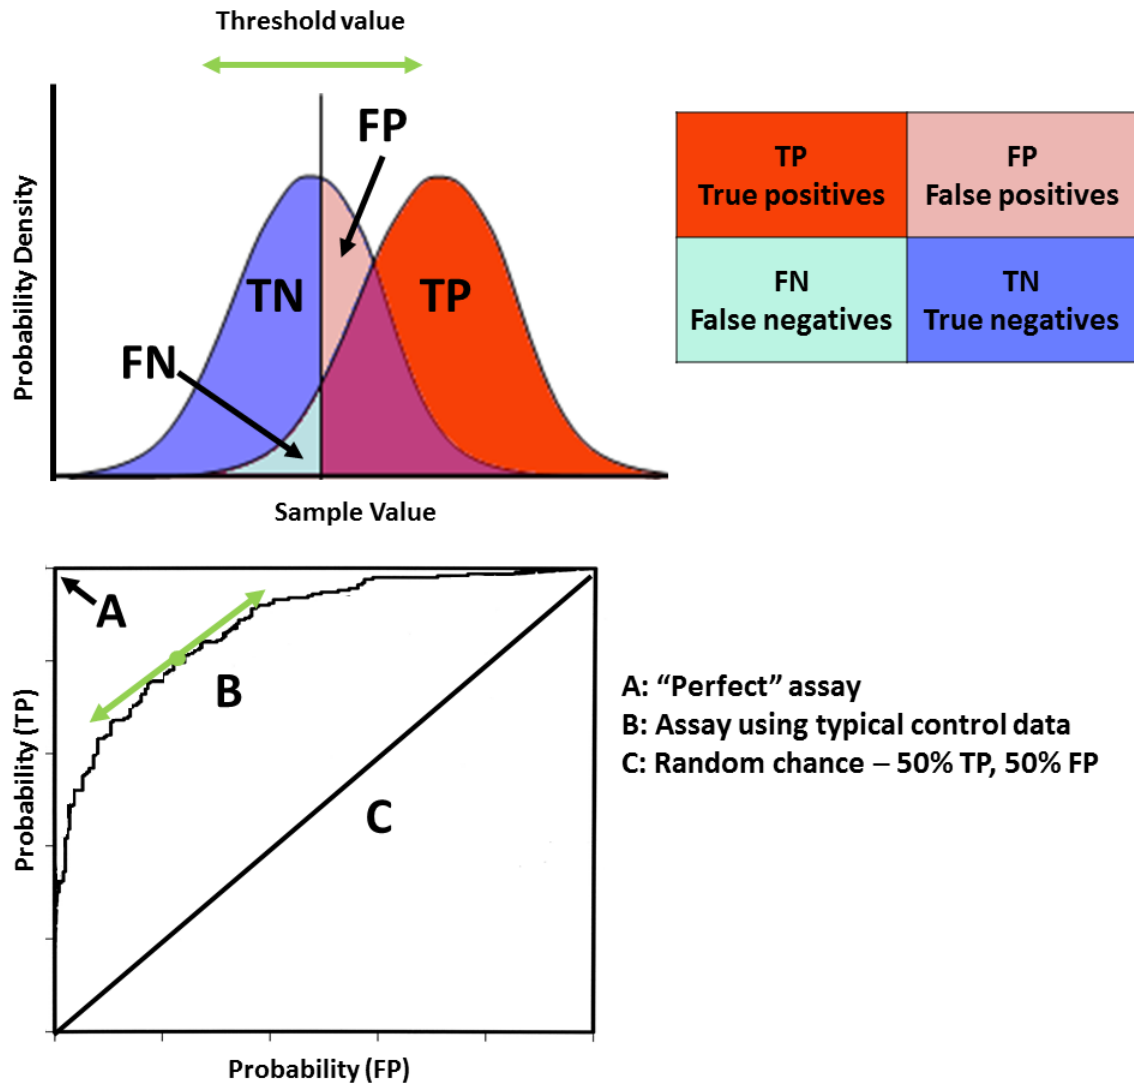 Threshold value
FP
TN
TP
FN
Probability Density
Sample Value
TP
True positives
FP
False positives
FN
False negatives
TN
True negatives
A
B
C
Probability (TP)
Probability (FP)
A: “Perfect” assay
B: Assay using typical control data
C: Random chance – 50% TP, 50% FP